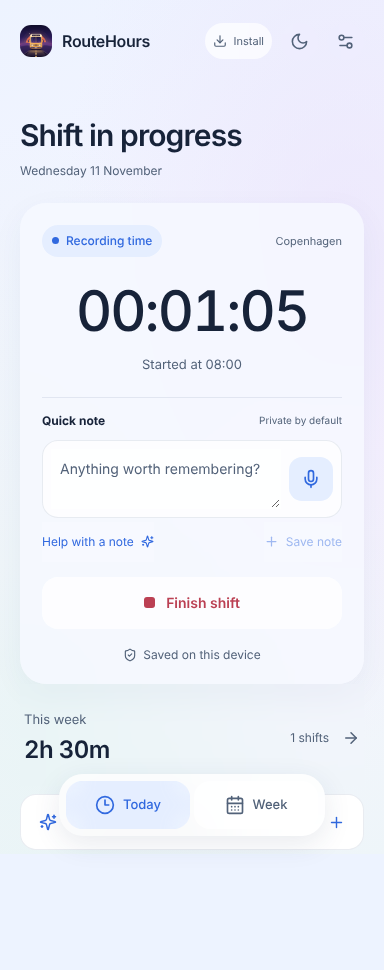 RouteHours
Install
Shift in progress
Wednesday 11 November
Recording time
Copenhagen
00:01:05
Started at 08:00
Quick note
Private by default
Anything worth remembering?
Help with a note
Save note
Finish shift
Saved on this device
This week
2h 30m
1 shifts
Today
Week